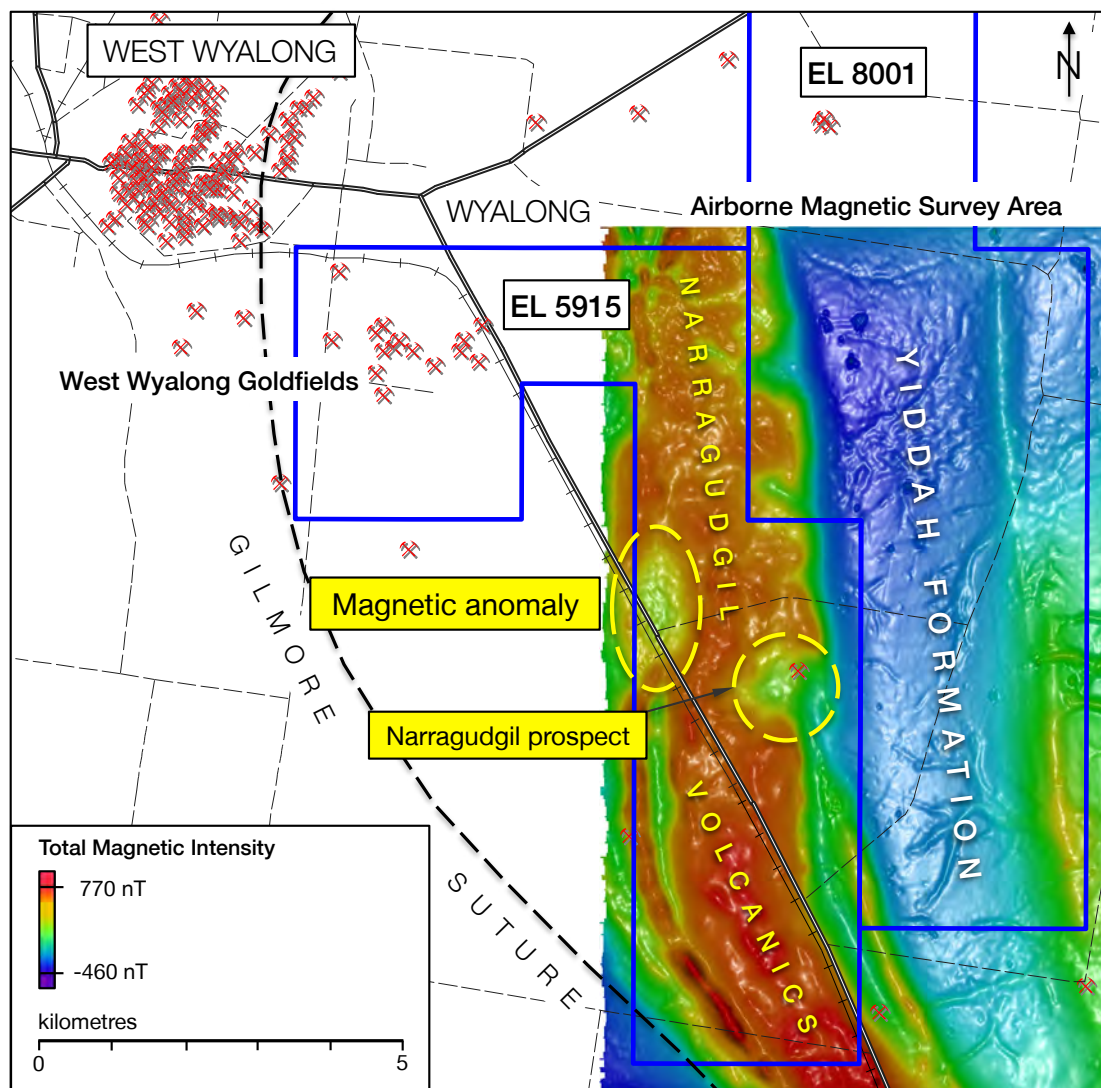 WEST WYALONG
EL 8001
N
WYALONG
Airborne Magnetic Survey Area
EL 5915
NARRAGUDGIL
VOLCANICS
YIDDAH FORMATION
West Wyalong Goldfields
GILMORE
SUTURE
Magnetic anomaly
Narragudgil prospect
Total Magnetic Intensity
770 nT
-460 nT
kilometres
0 5